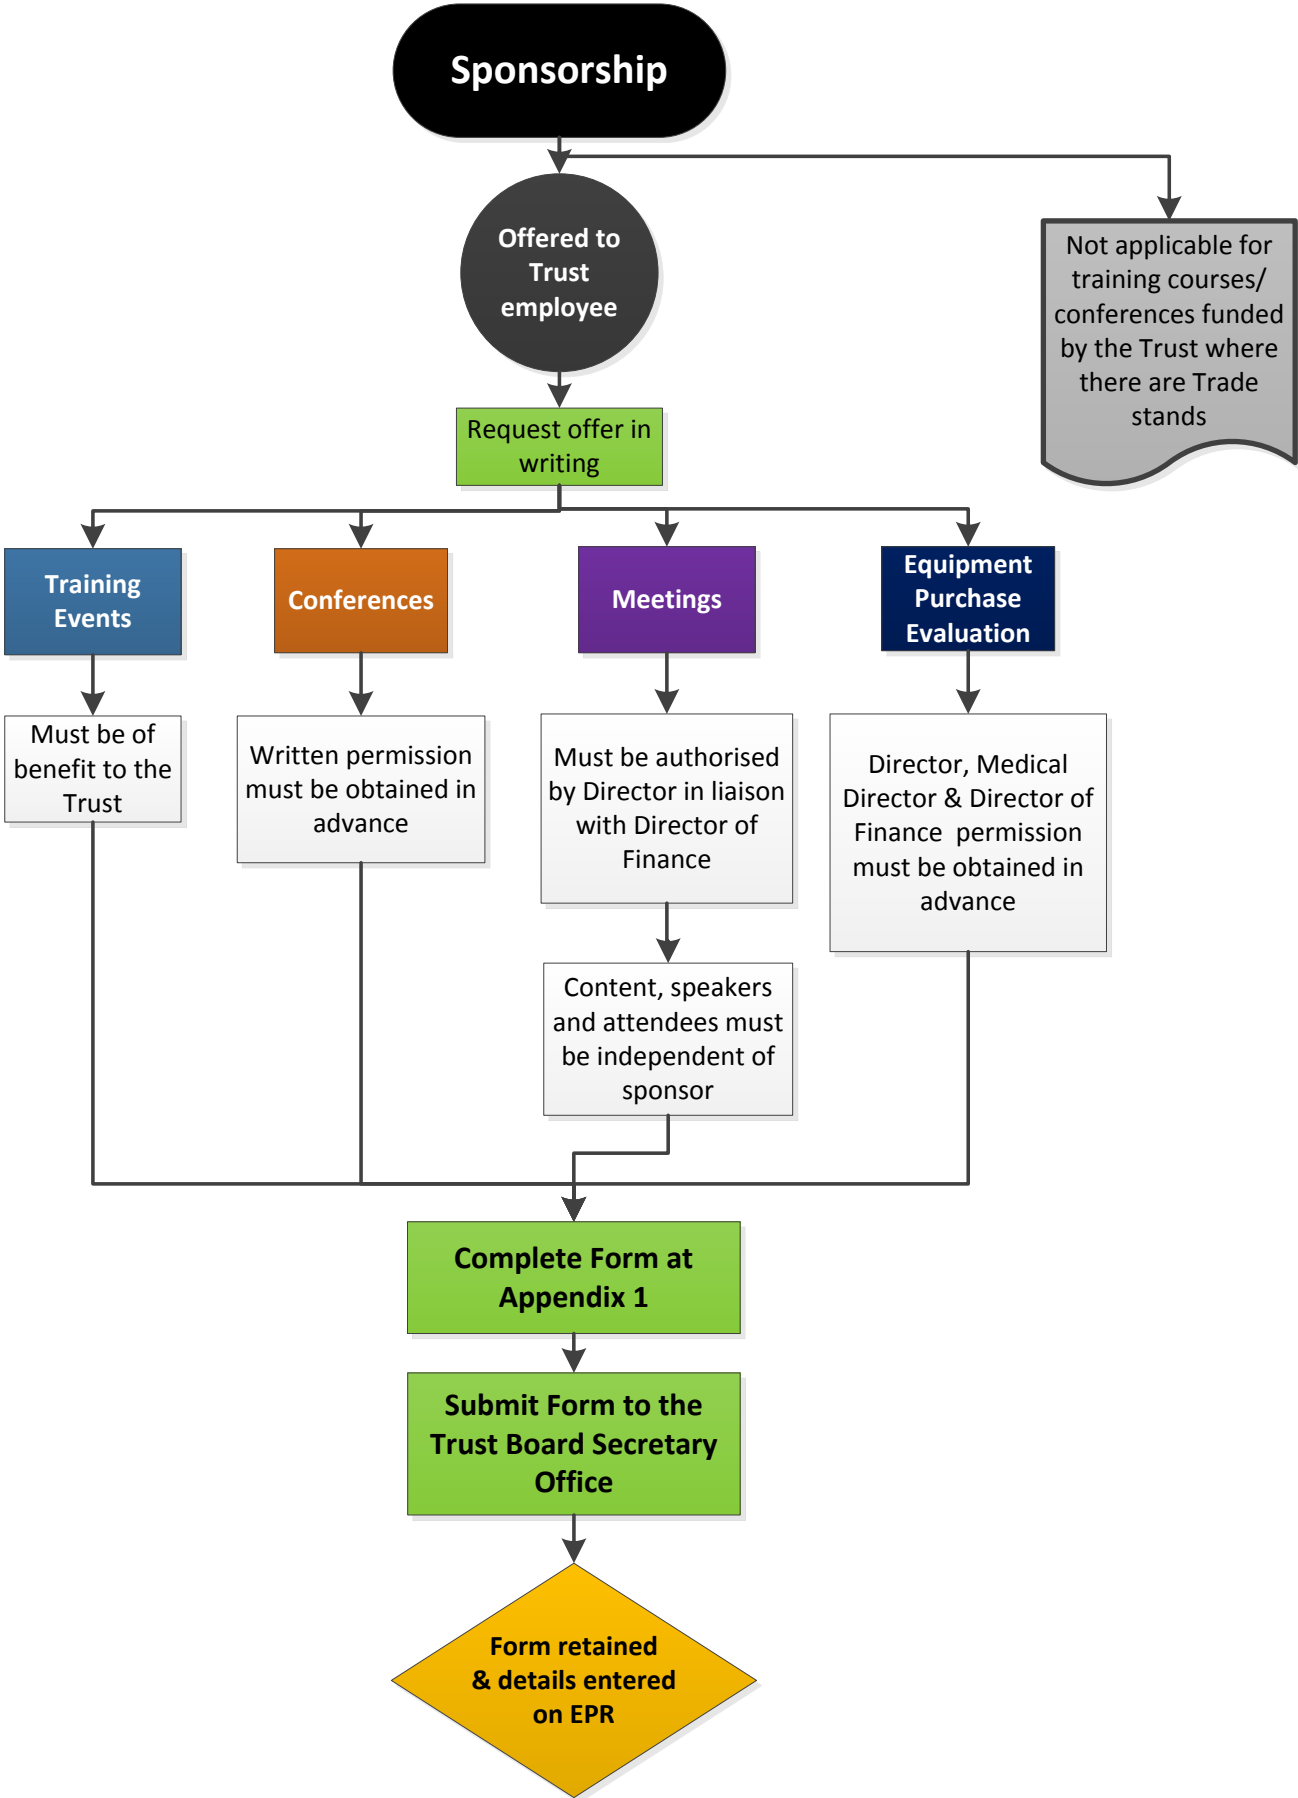 Sponsorship
Offered to
Trust
employee
Not applicable for
training courses/
conferences funded
by the Trust where
there are Trade
stands
Request offer in
writing
Training
Events
Conferences
Meetings
Equipment
Purchase
Evaluation
Must be of
benefit to the
Trust
Written permission
must be obtained in
advance
Must be authorised
by Director in liaison
with Director of
Finance
Director, Medical
Director & Director of
Finance permission
must be obtained in
advance
Content, speakers
and attendees must
be independent of
sponsor
Complete Form at
Appendix 1
Submit Form to the
Trust Board Secretary
Office
Form retained
& details entered
on EPR